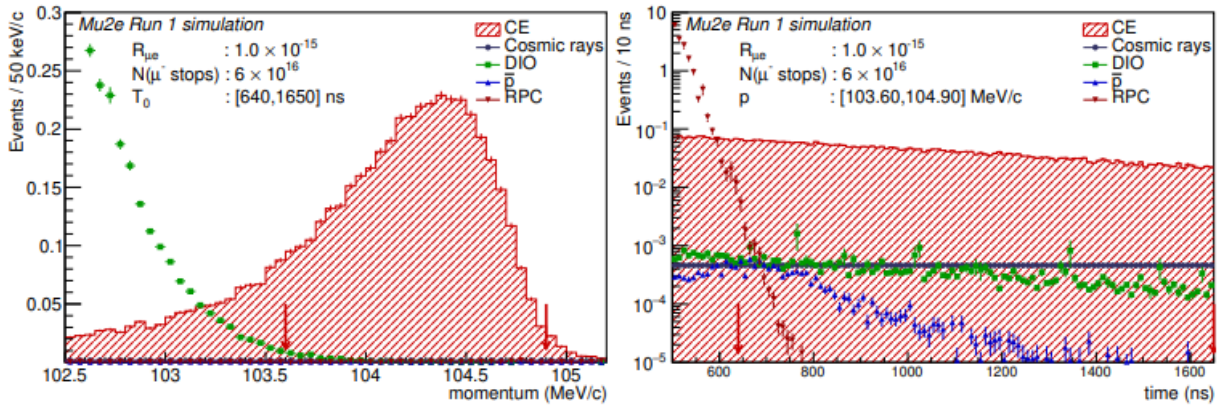 Mu2e Run 1 simulation
R_μe : 1.0 × 10^-15
N(μ^- stops) : 6 × 10^16
T_0 : [640,1650] ns
CE
Cosmic rays
DIO
p̄
RPC
Events / 50 keV/c
0.3
0.25
0.2
0.15
0.1
0.05
102.5 103 103.5 104 104.5 105
momentum (MeV/c)
Mu2e Run 1 simulation
R_μe : 1.0 × 10^-15
N(μ^- stops) : 6 × 10^16
p : [103.60,104.90] MeV/c
CE
Cosmic rays
DIO
p̄
RPC
Events / 10 ns
10
1
10^-1
10^-2
10^-3
10^-4
10^-5
600 800 1000 1200 1400 1600
time (ns)